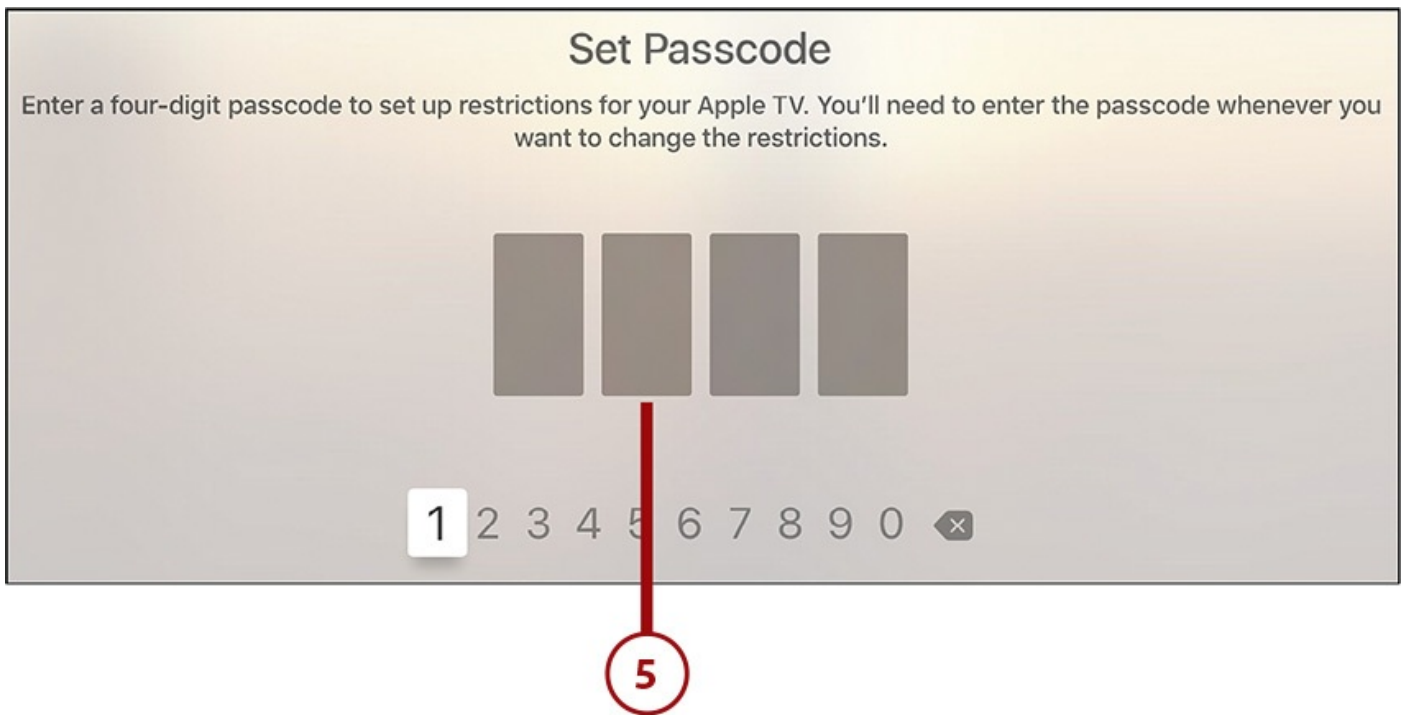 Set Passcode
Enter a four-digit passcode to set up restrictions for your Apple TV. You'll need to enter the passcode whenever you
want to change the restrictions.
1 2 3 4 5 6 7 8 9 0
5